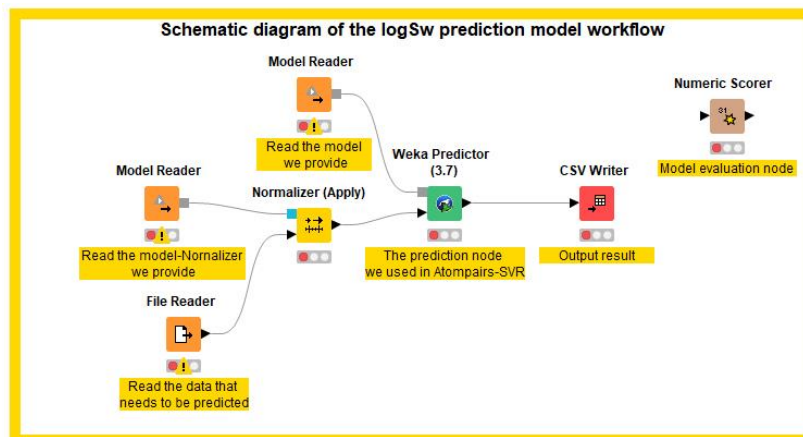 Schematic diagram of the logSw prediction model workflow
Model Reader
Read the model
we provide
Numeric Scorer
31
Model evaluation node
Weka Predictor
(3.7)
The prediction node
we used in Atompairs-SVR
CSV Writer
Output result
Model Reader
Read the model-Nornalizer
we provide
Normalizer (Apply)
File Reader
Read the data that
needs to be predicted